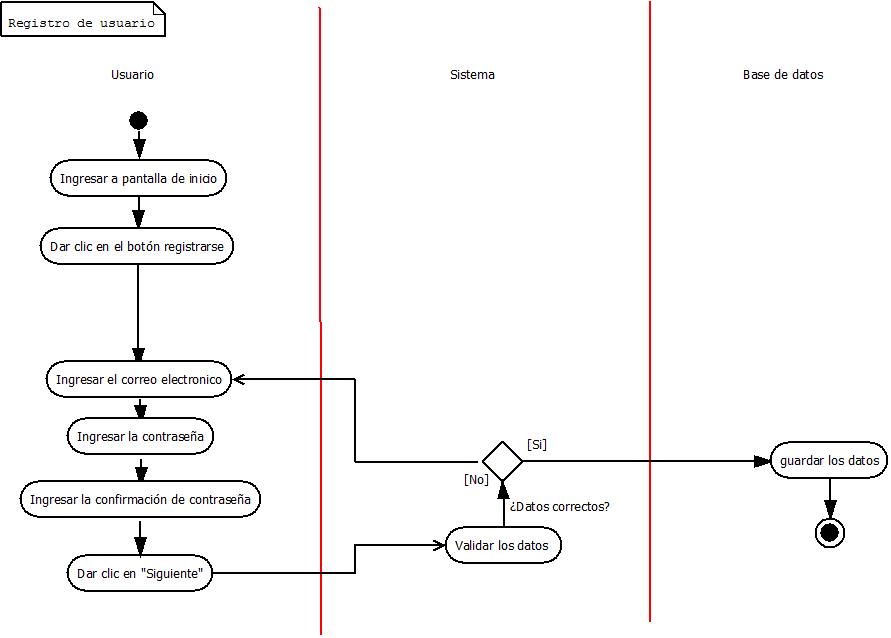 Registro de usuario
Usuario
Sistema
Base de datos
Ingresar a pantalla de inicio
Dar clic en el botón registrarse
Ingresar el correo electronico
Ingresar la contraseña
[Si]
guardar los datos
[No]
Ingresar la confirmación de contraseña
¿Datos correctos?
Validar los datos
Dar clic en "Siguiente"